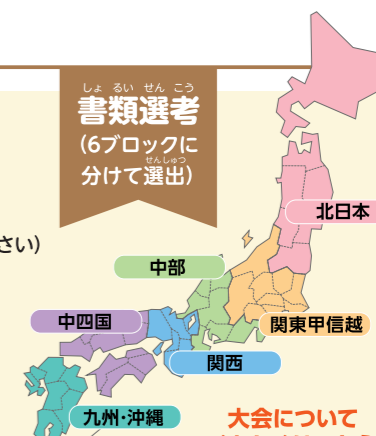 しょ るい せん こう
書類選考
(6ブロックに
せんしゅつ
分けて選出)
さい)
北日本
中部
中四国
関東甲信越
関西
九州・沖縄
大会について